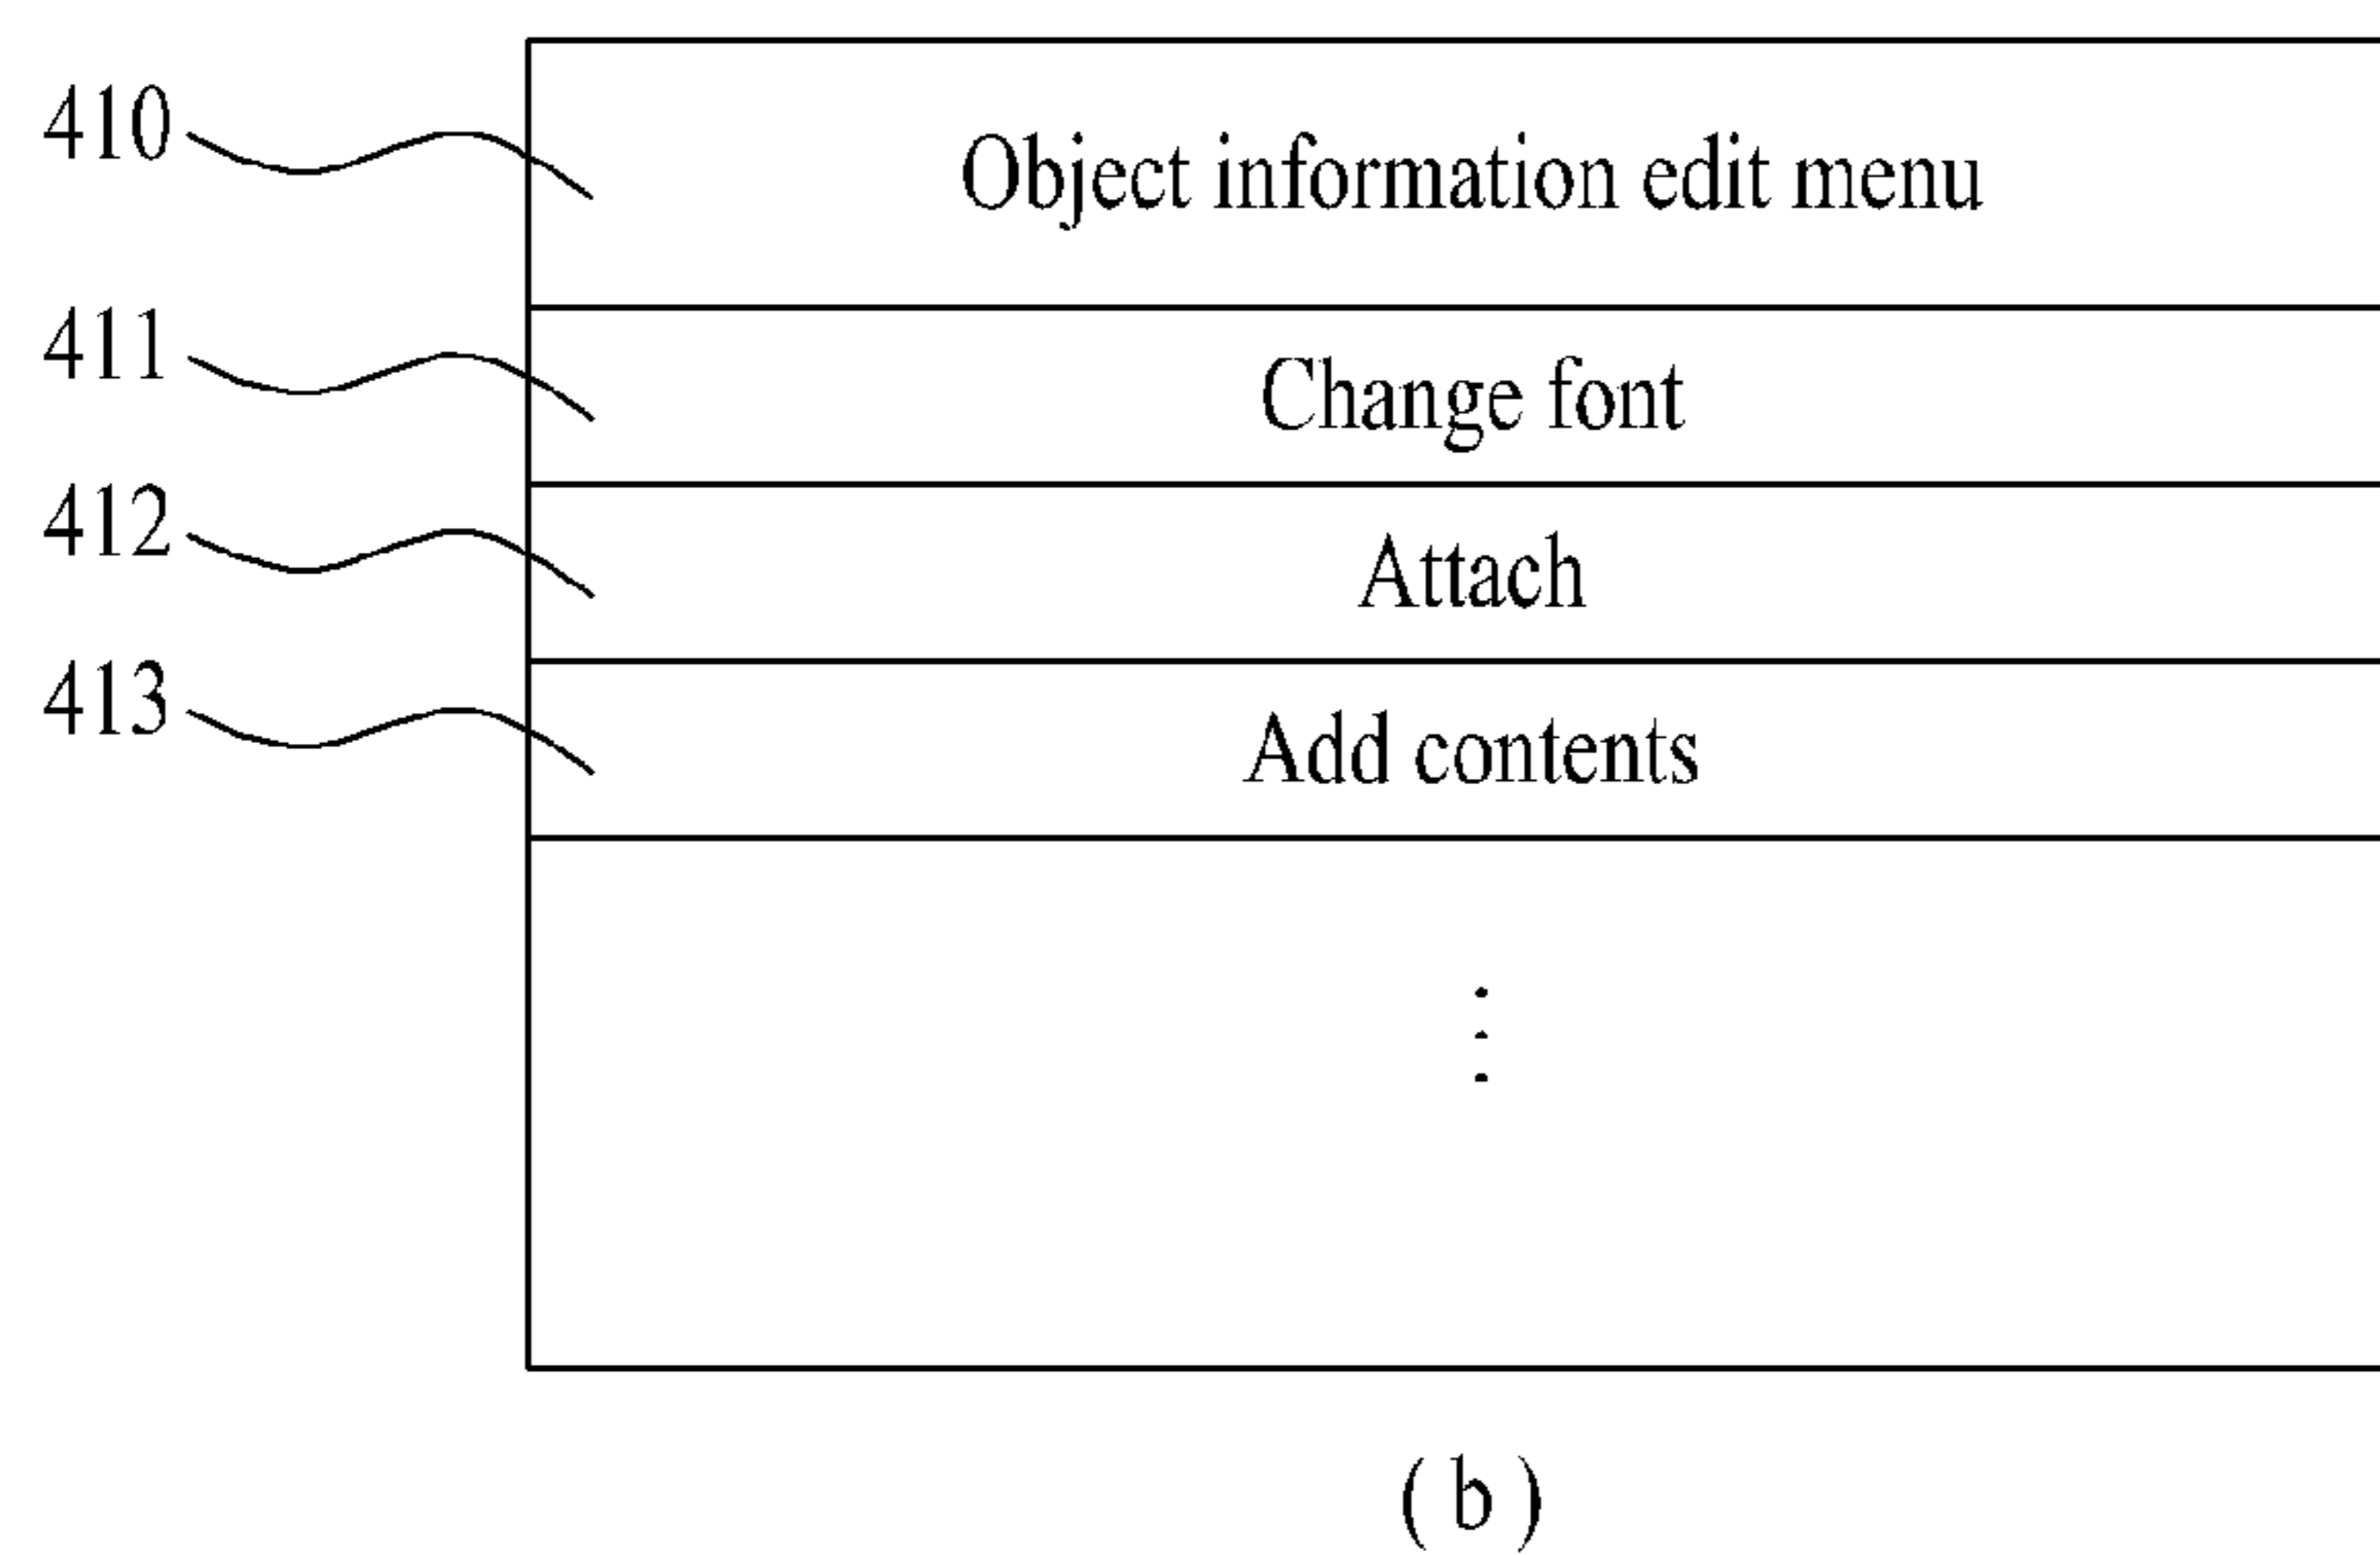 410 Object information edit menu
411 Change font
412 Attach
413 Add contents
( b )